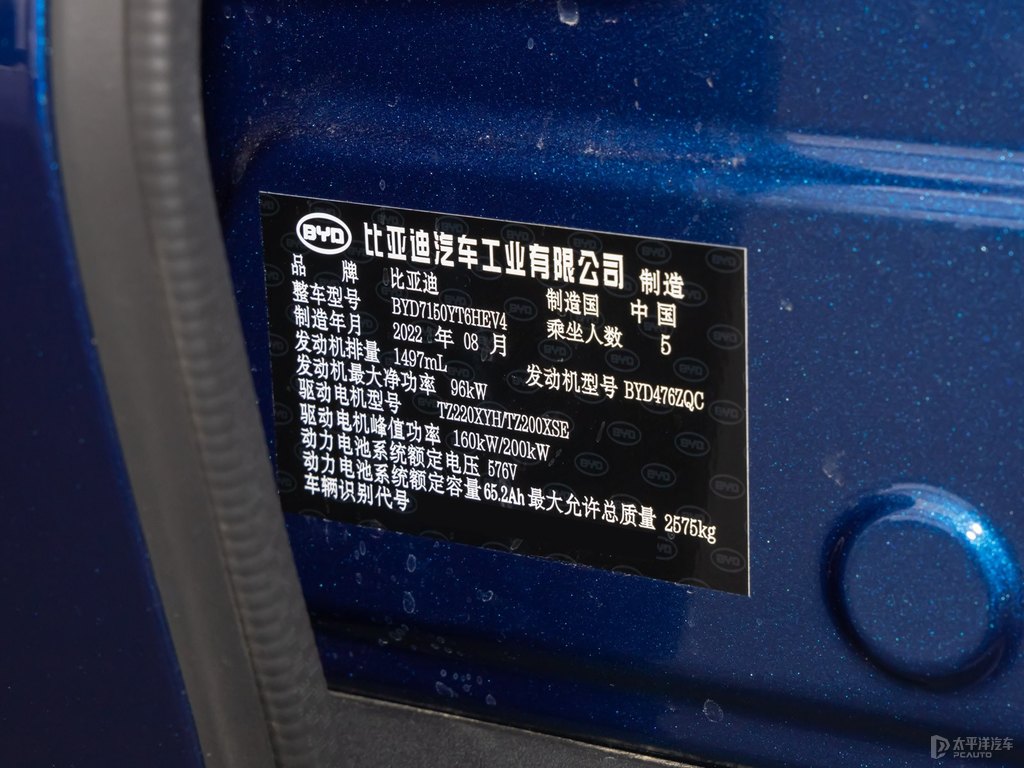 BYD 比亚迪汽车工业有限公司 制造
品 牌 比亚迪 制造国 中国
整车型号 BYD7150YT6HEV4 乘坐人数 5
制造年月 2022 年 08 月
发动机排量 1497mL 发动机型号 BYD476ZQC
发动机最大净功率 96kW
驱动电机型号 TZ220XYH/TZ200XSE
驱动电机峰值功率 160kW/200kW
动力电池系统额定电压 576V
动力电池系统额定容量 65.2Ah 最大允许总质量 2575kg
车辆识别代号
太平洋汽车
PCAUTO